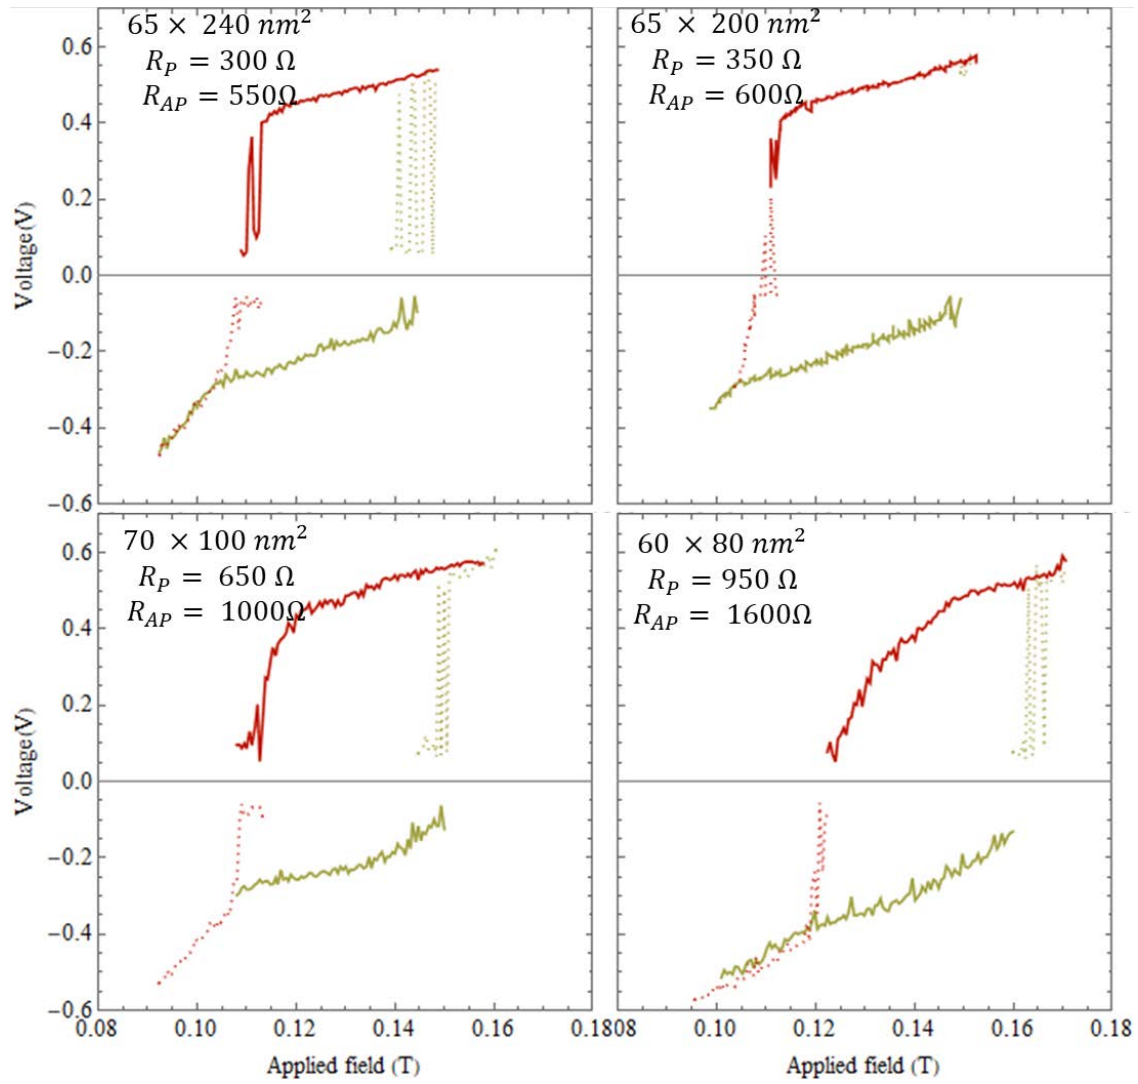 65 × 240 nm²
R_P = 300 Ω
R_AP = 550Ω
65 × 200 nm²
R_P = 350 Ω
R_AP = 600Ω
0.6
0.4
0.2
0.0
−0.2
−0.4
−0.6
Voltage(V)
70 × 100 nm²
R_P = 650 Ω
R_AP = 1000Ω
60 × 80 nm²
R_P = 950 Ω
R_AP = 1600Ω
0.6
0.4
0.2
0.0
−0.2
−0.4
−0.6
Voltage(V)
0.08 0.10 0.12 0.14 0.16 0.1808 0.10 0.12 0.14 0.16 0.18
Applied field (T) Applied field (T)